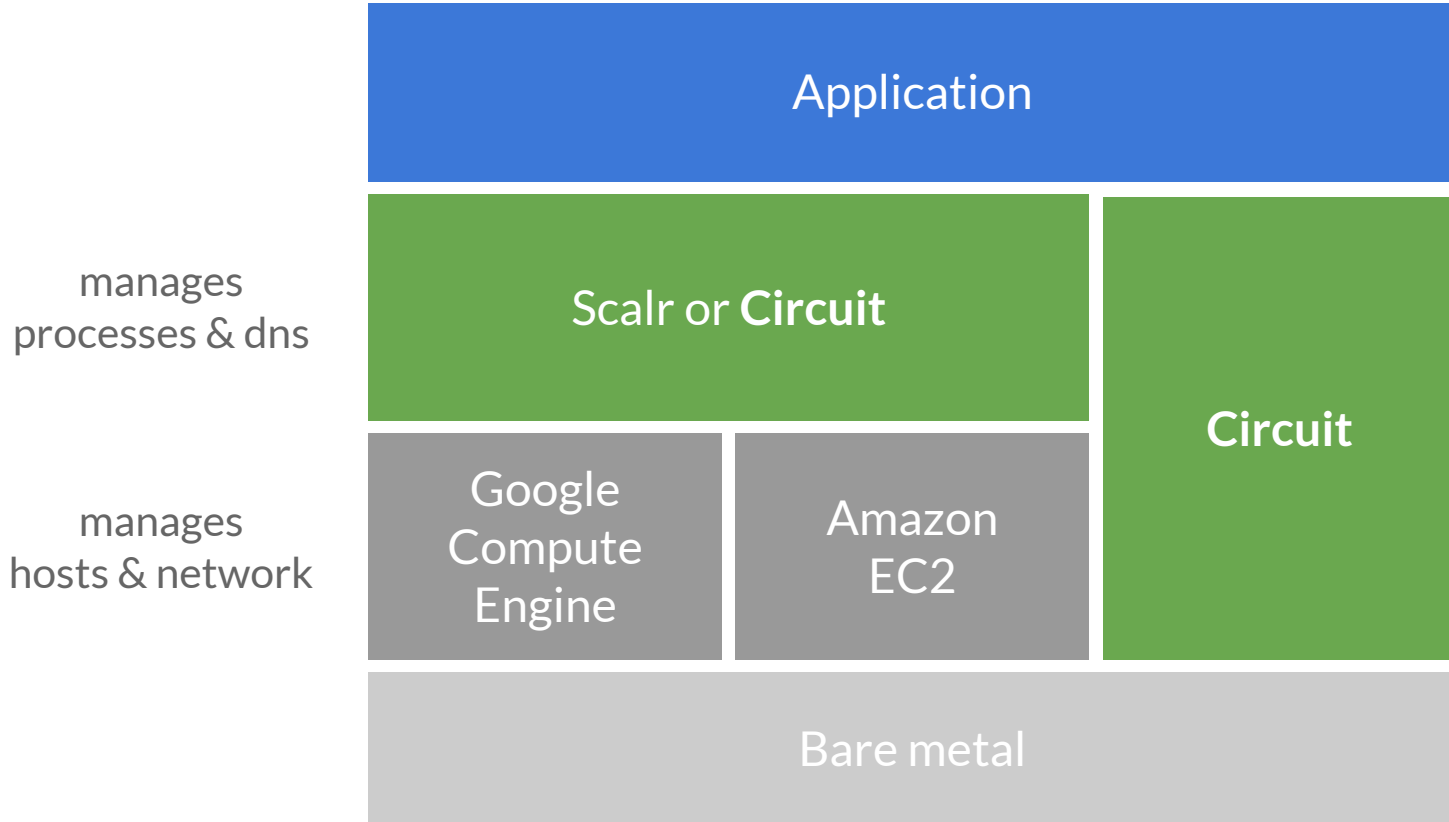 Application
manages
processes & dns
Scalr or Circuit
Circuit
manages
hosts & network
Google
Compute
Engine
Amazon
EC2
Bare metal